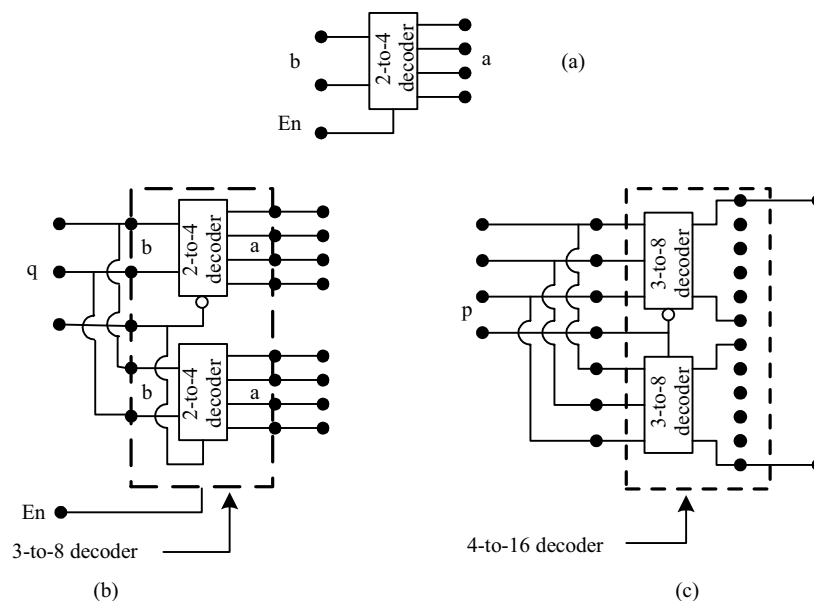 b
2-to-4
decoder
a
(a)
En
b
2-to-4
decoder
a
q
b
2-to-4
decoder
a
En
3-to-8 decoder
(b)
3-to-8
decoder
p
3-to-8
decoder
4-to-16 decoder
(c)